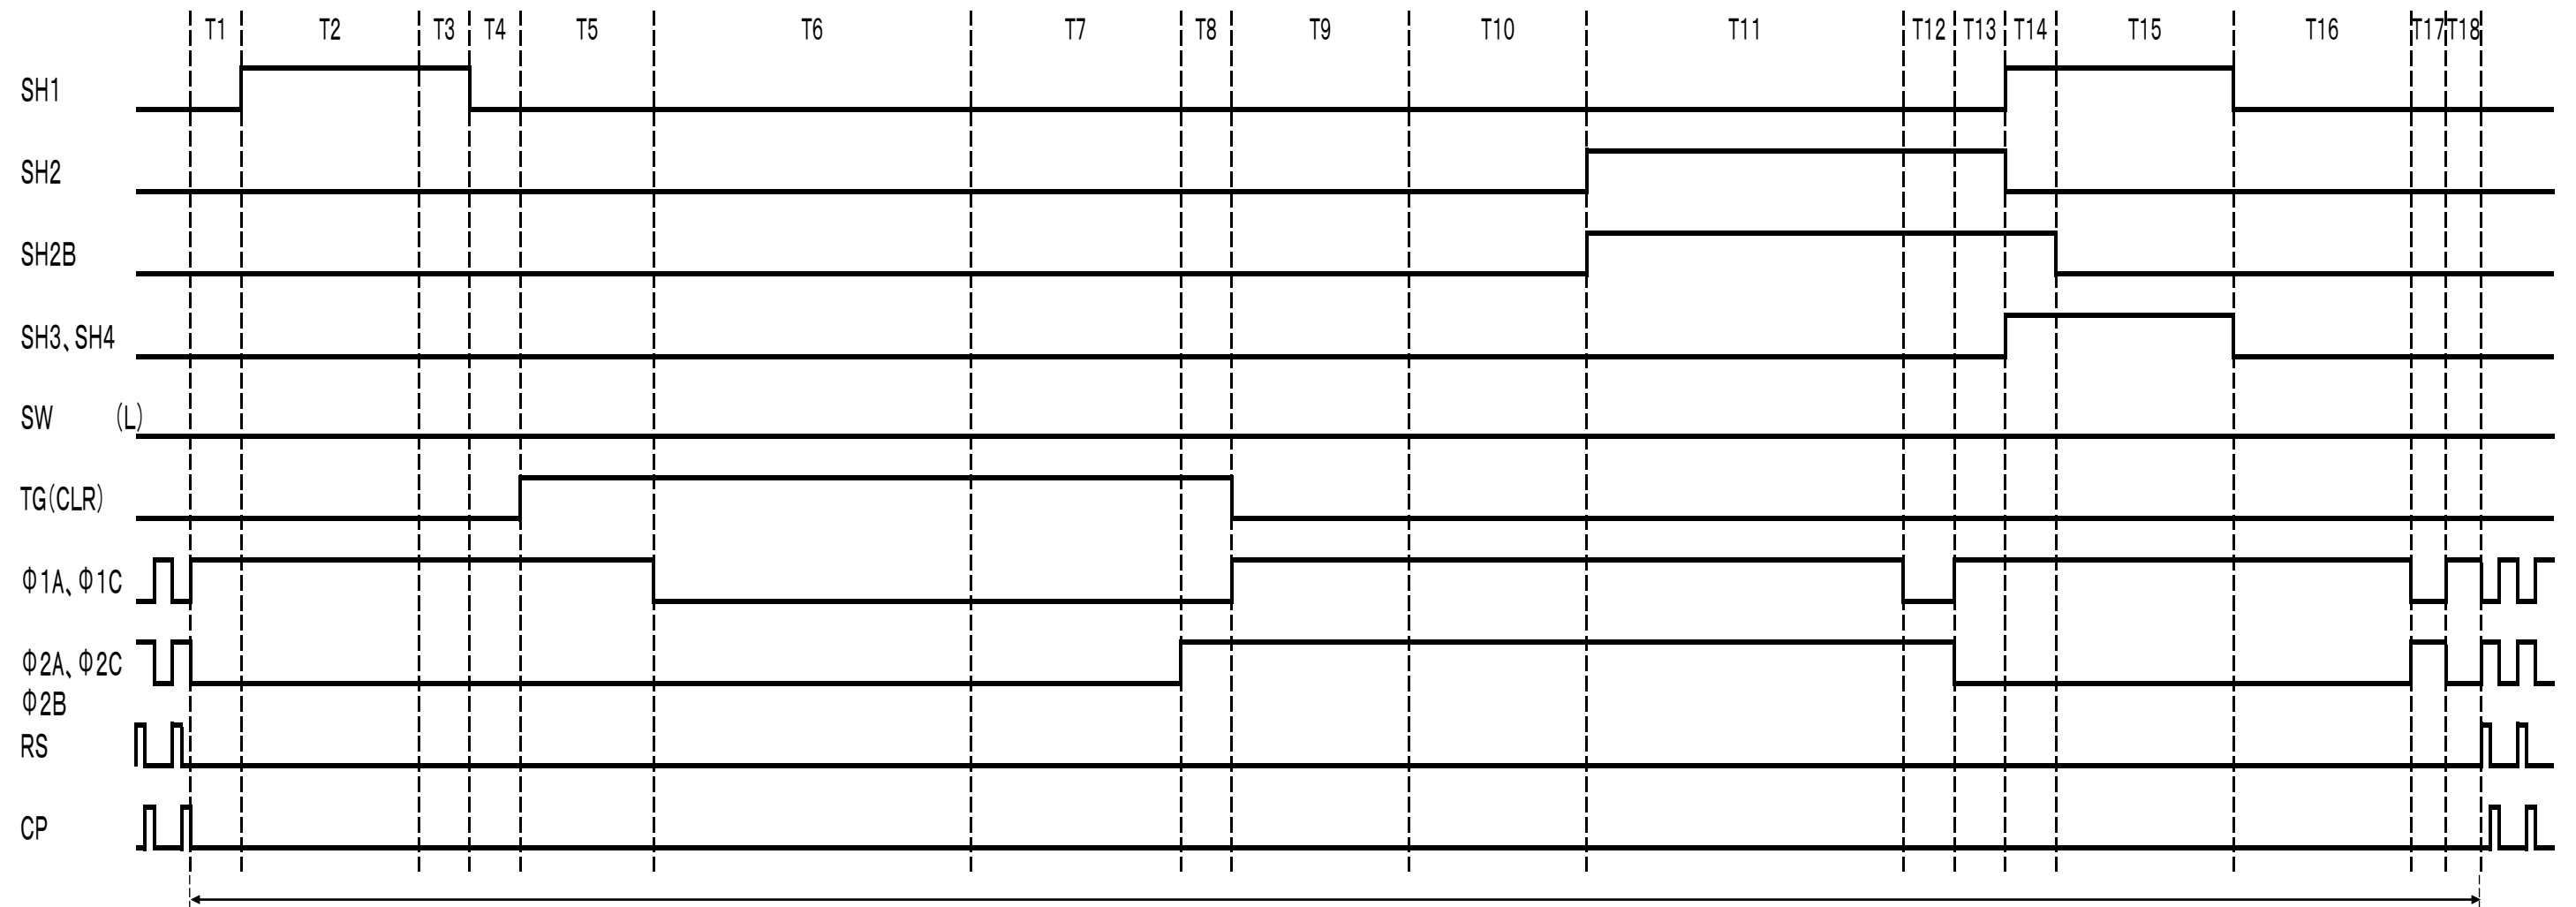 T1 T2 T3 T4 T5 T6 T7 T8 T9 T10 T11 T12 T13 T14 T15 T16 T17 T18
SH1
SH2
SH2B
SH3、SH4
SW (L)
TG(CLR)
Φ1A、Φ1C
Φ2A、Φ2C
Φ2B
RS
CP